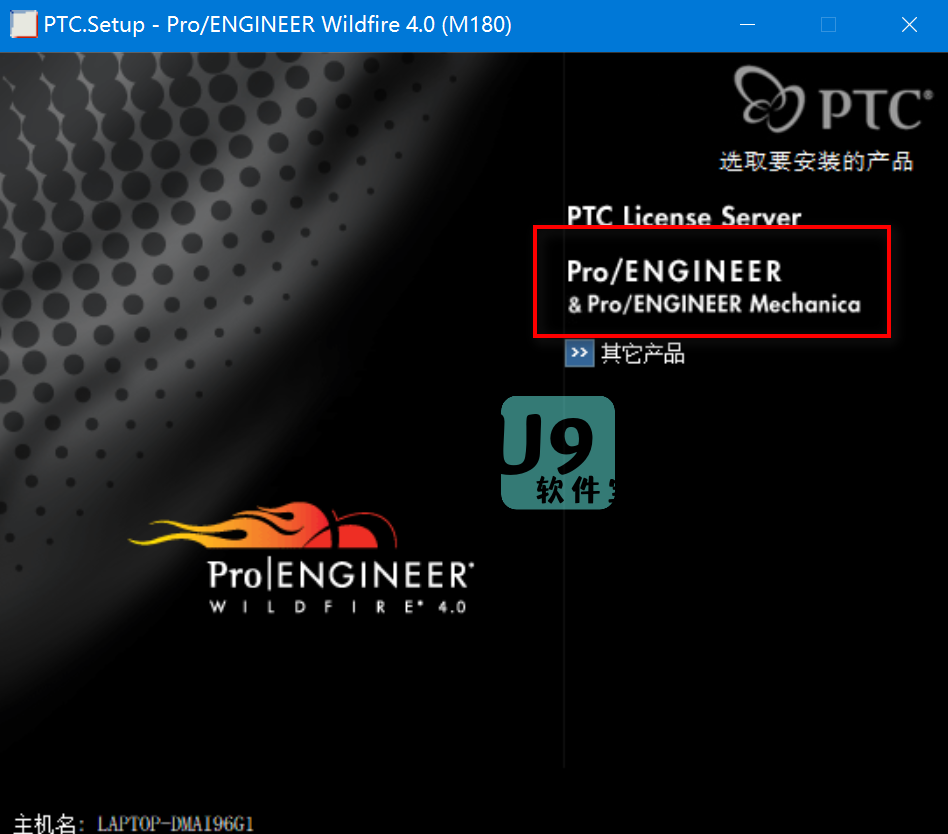 PTC.Setup - Pro/ENGINEER Wildfire 4.0 (M180)
PTC®
选取要安装的产品
PTC License Server
Pro/ENGINEER
& Pro/ENGINEER Mechanica
>> 其它产品
J9
软件
Pro|ENGINEER
WILDFIRE® 4.0
主机名: LAPTOP-DMAI96G1